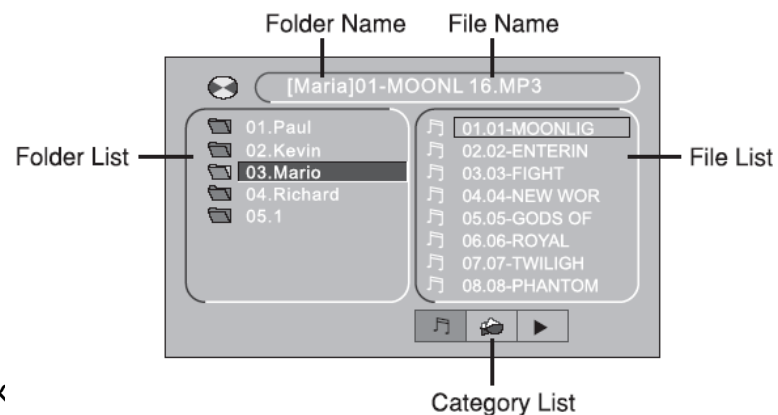 Folder Name File Name
[Maria]01-MOONL 16.MP3
Folder List
01.Paul
02.Kevin
03.Mario
04.Richard
05.1
01.01-MOONLIG
02.02-ENTERIN
03.03-FIGHT
04.04-NEW WOR
05.05-GODS OF
06.06-ROYAL
07.07-TWILIGH
08.08-PHANTOM
File List
Category List